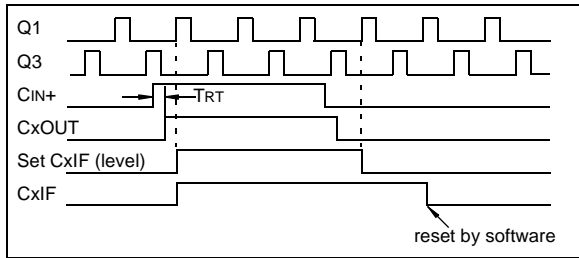 Q1
Q3
CIN+
TRT
CxOUT
Set CxIF (level)
CxIF
reset by software